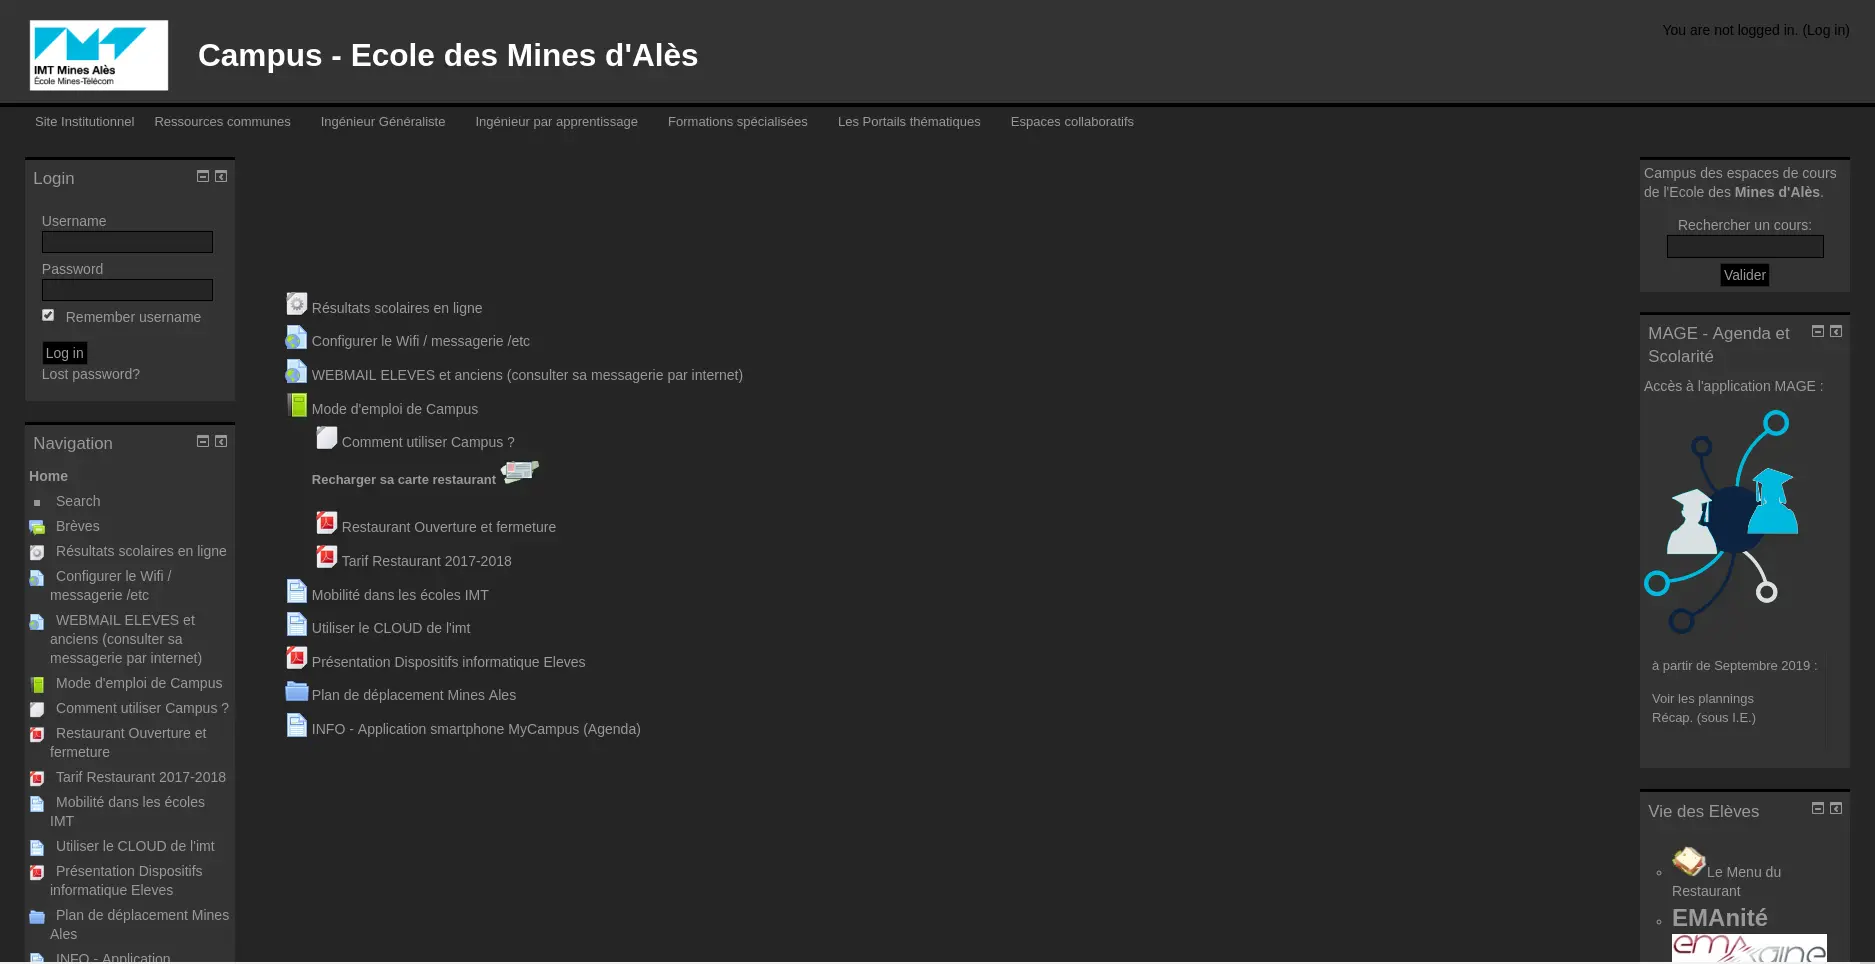 IMT Mines Alès
École Mines-Télécom
Campus - Ecole des Mines d'Alès
You are not logged in. (Log in)
Site Institutionnel
Ressources communes
Ingénieur Généraliste
Ingénieur par apprentissage
Formations spécialisées
Les Portails thématiques
Espaces collaboratifs
Login
Username
Password
Remember username
Log in
Lost password?
Navigation
Home
Search
Brèves
Résultats scolaires en ligne
Configurer le Wifi /
messagerie /etc
WEBMAIL ELEVES et
anciens (consulter sa
messagerie par internet)
Mode d'emploi de Campus
Comment utiliser Campus ?
Restaurant Ouverture et
fermeture
Tarif Restaurant 2017-2018
Mobilité dans les écoles
IMT
Utiliser le CLOUD de l'imt
Présentation Dispositifs
informatique Eleves
Plan de déplacement Mines
Ales
INFO - Application
Résultats scolaires en ligne
Configurer le Wifi / messagerie /etc
WEBMAIL ELEVES et anciens (consulter sa messagerie par internet)
Mode d'emploi de Campus
Comment utiliser Campus ?
Recharger sa carte restaurant
Restaurant Ouverture et fermeture
Tarif Restaurant 2017-2018
Mobilité dans les écoles IMT
Utiliser le CLOUD de l'imt
Présentation Dispositifs informatique Eleves
Plan de déplacement Mines Ales
INFO - Application smartphone MyCampus (Agenda)
Campus des espaces de cours
de l'Ecole des Mines d'Alès.
Rechercher un cours:
Valider
MAGE - Agenda et
Scolarité
Accès à l'application MAGE :
à partir de Septembre 2019 :
Voir les plannings
Récap. (sous I.E.)
Vie des Elèves
Le Menu du
Restaurant
EMAnité